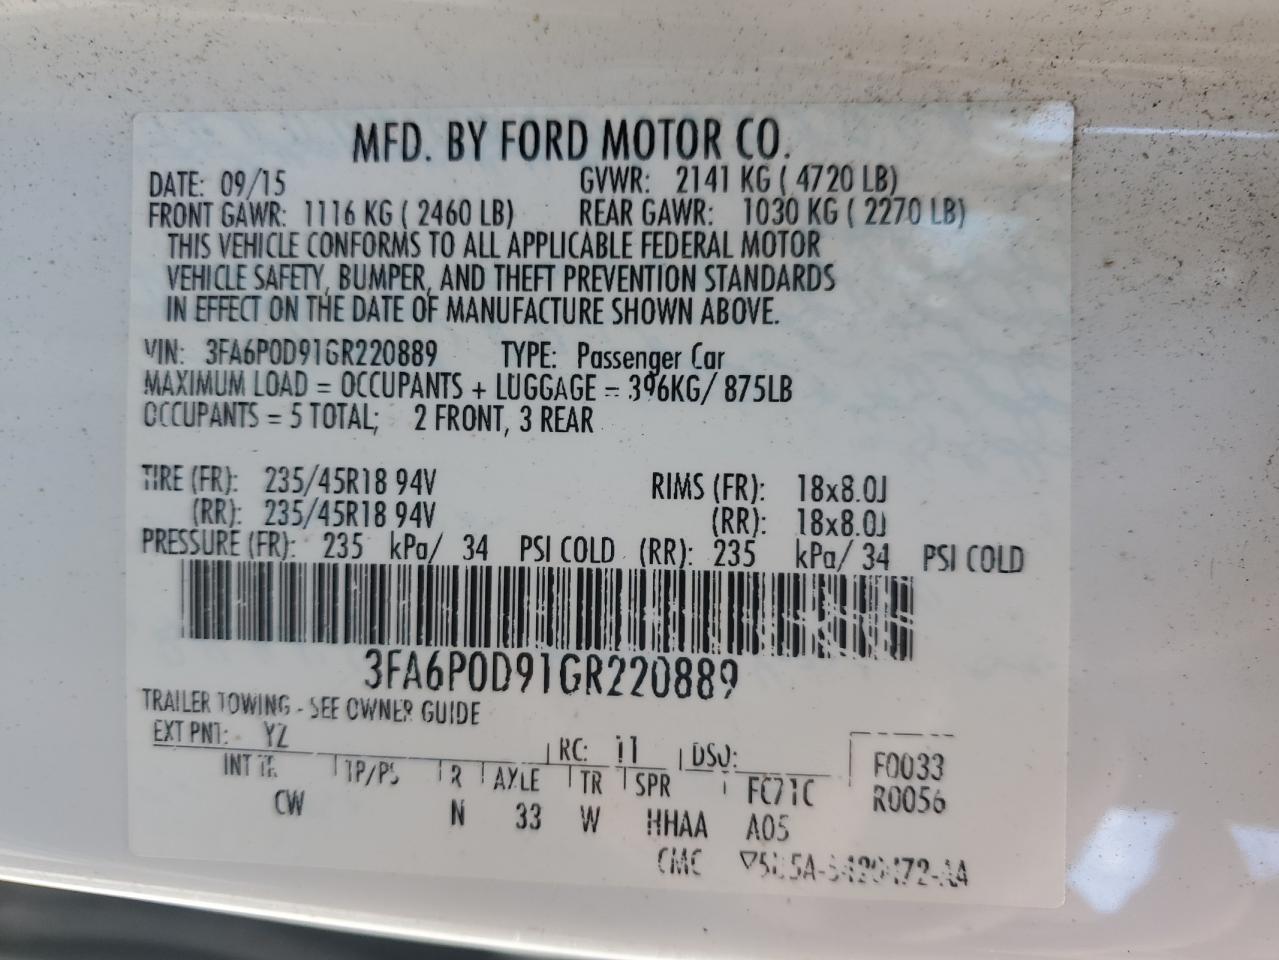 MFD. BY FORD MOTOR CO.
DATE: 09/15 GVWR: 2141 KG ( 4720 LB)
FRONT GAWR: 1116 KG ( 2460 LB) REAR GAWR: 1030 KG ( 2270 LB)
THIS VEHICLE CONFORMS TO ALL APPLICABLE FEDERAL MOTOR
VEHICLE SAFETY, BUMPER, AND THEFT PREVENTION STANDARDS
IN EFFECT ON THE DATE OF MANUFACTURE SHOWN ABOVE.
VIN: 3FA6P0D91GR220889 TYPE: Passenger Car
MAXIMUM LOAD = OCCUPANTS + LUGGAGE = 396KG/ 875LB
OCCUPANTS = 5 TOTAL; 2 FRONT, 3 REAR
TIRE (FR): 235/45R18 94V RIMS (FR): 18x8.0J
(RR): 235/45R18 94V (RR): 18x8.0J
PRESSURE (FR): 235 kPa/ 34 PSI COLD (RR): 235 kPa/ 34 PSI COLD
3FA6P0D91GR220889
TRAILER TOWING - SEE OWNER GUIDE
EXT PNT: YZ RC: 11 DSO: F0033
INT TR TP/PS R AXLE TR SPR FC71C R0056
CW N 33 W HHAA A05
CMC